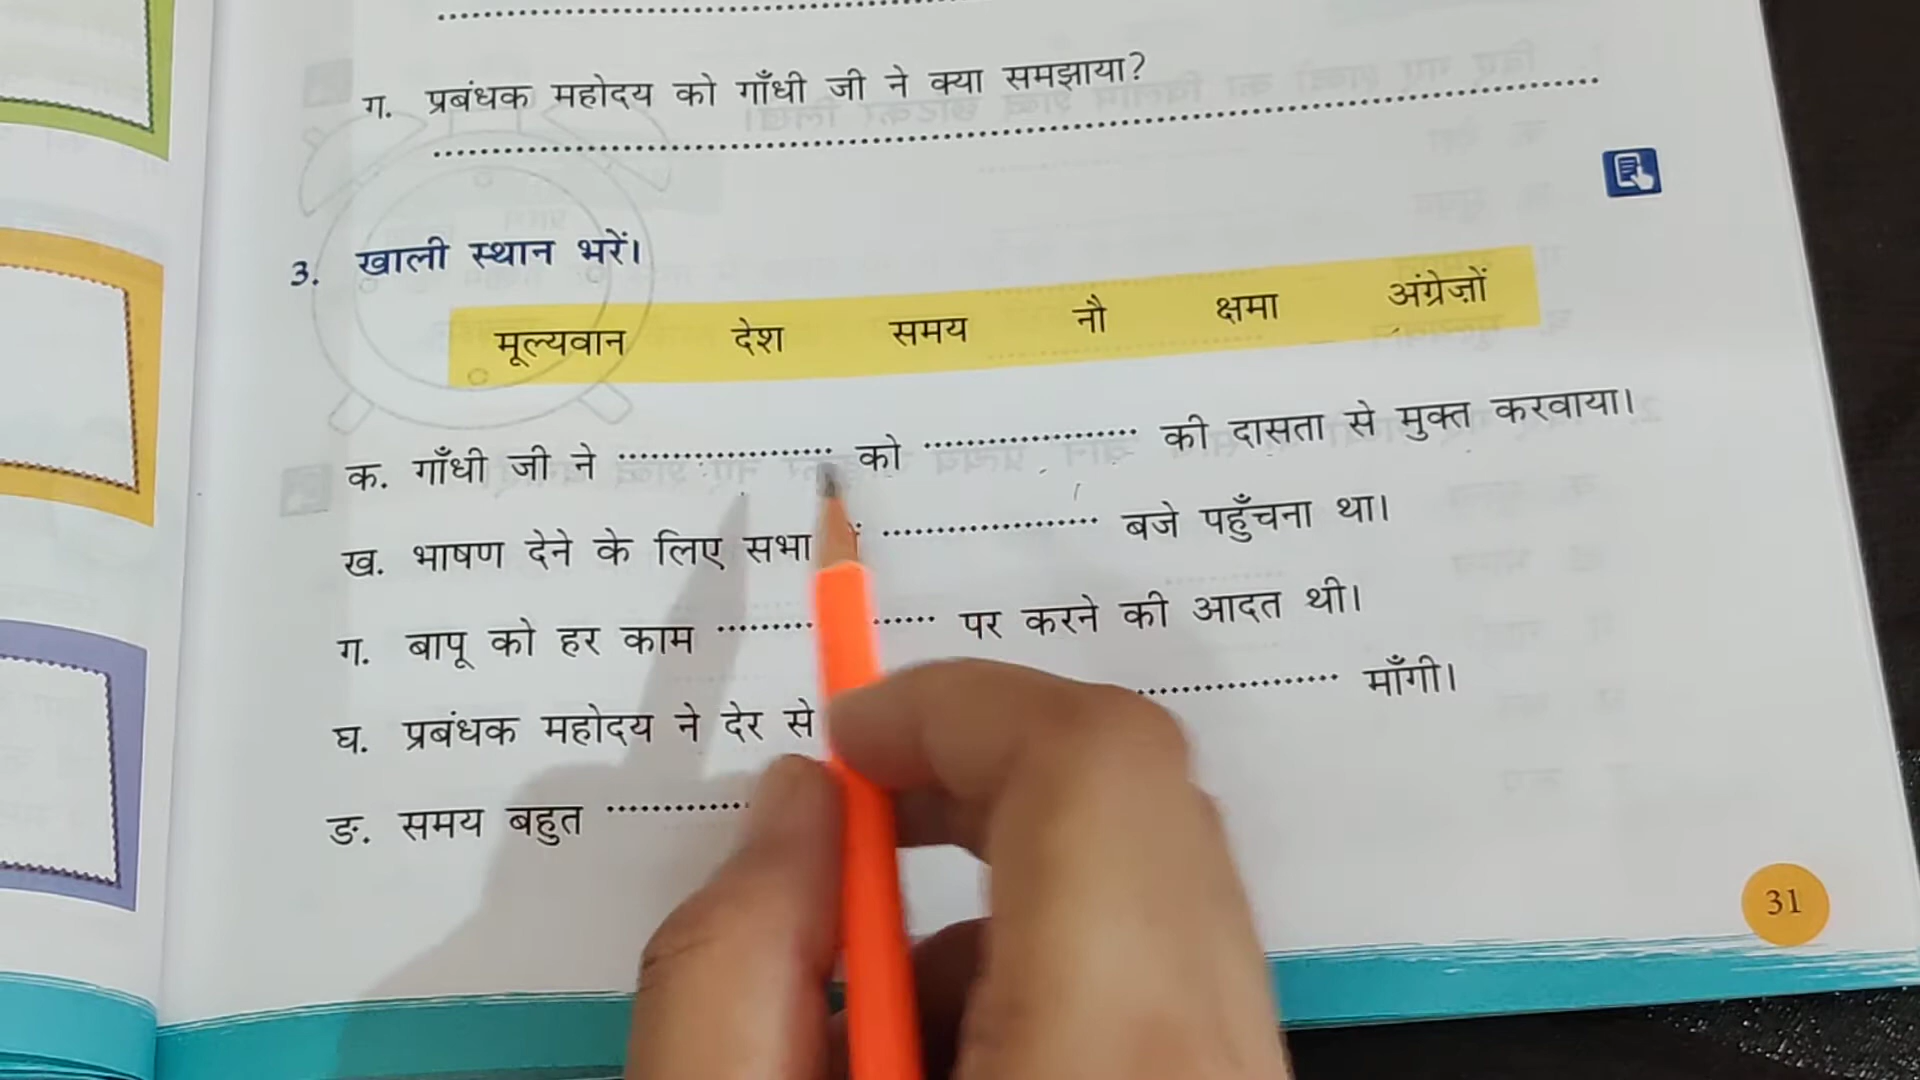 ग. प्रबंधक महोदय को गाँधी जी ने क्या समझाया?
3. खाली स्थान भरें।
मूल्यवान देश समय नौ क्षमा अंग्रेज़ों
क. गाँधी जी ने .................... को .................... की दासता से मुक्त करवाया।
ख. भाषण देने के लिए सभा .................... बजे पहुँचना था।
ग. बापू को हर काम .................... पर करने की आदत थी।
घ. प्रबंधक महोदय ने देर से .................... माँगी।
ङ. समय बहुत ....................
31